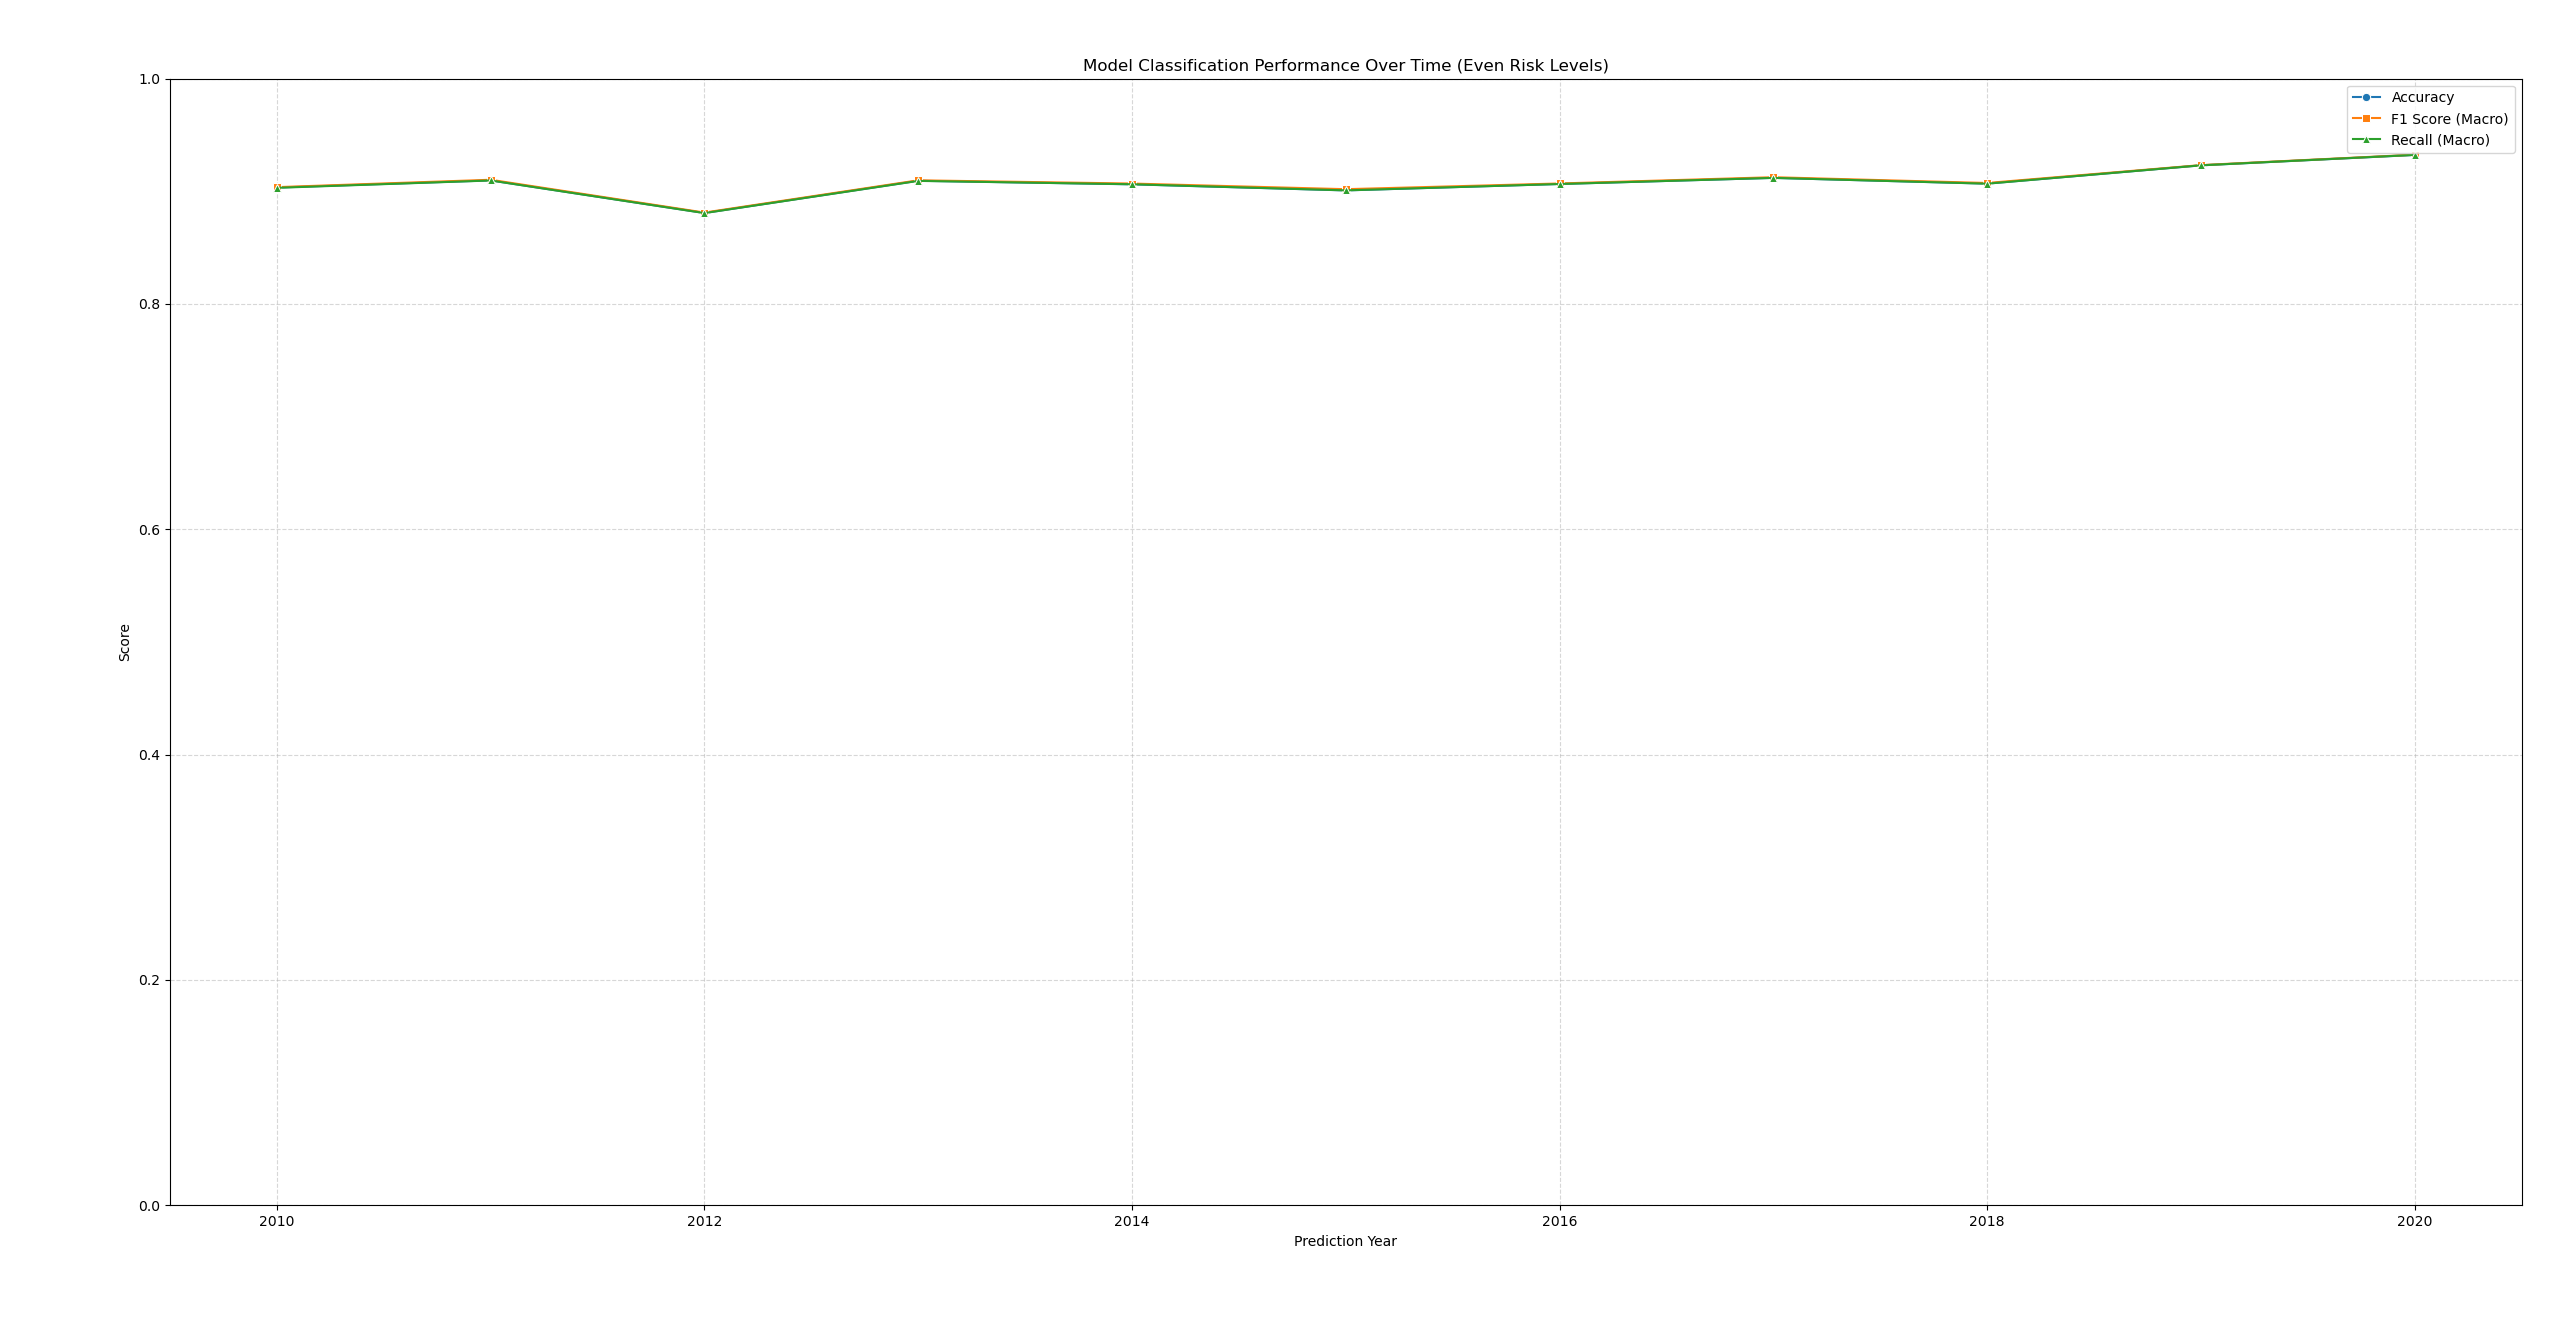 Model Classification Performance Over Time (Even Risk Levels)
1.0
0.8
0.6
0.4
0.2
0.0
Score
Accuracy
F1 Score (Macro)
Recall (Macro)
2010
2012
2014
2016
2018
2020
Prediction Year